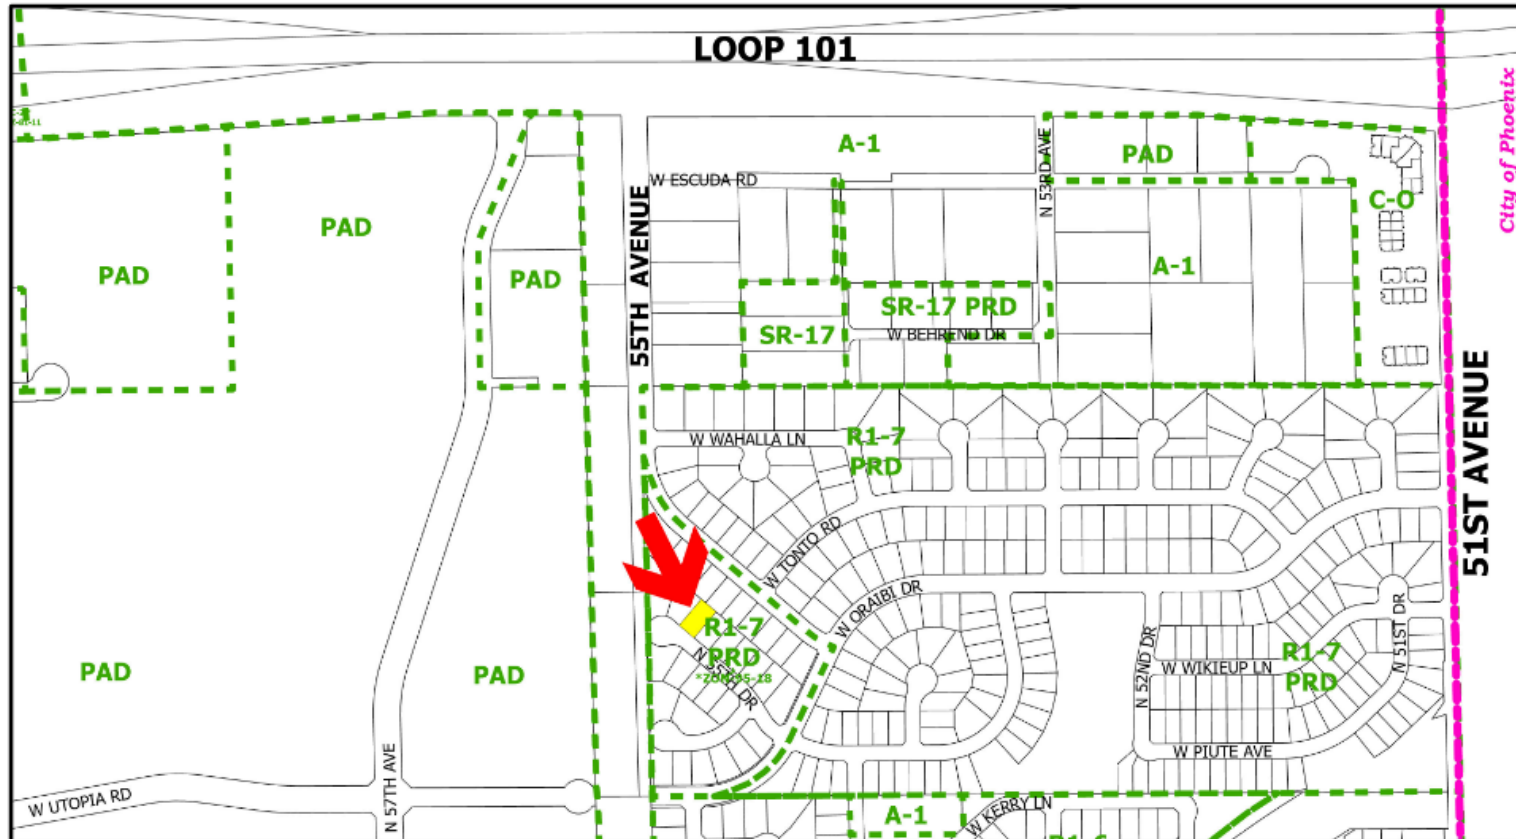 LOOP 101
City of Phoenix
A-1
N 53RD AVE
PAD
W ESCUDA RD
C-O
PAD
PAD
55TH AVENUE
A-1
PAD
SR-17 PRD
SR-17
W BEHREND DR
51ST AVENUE
W WAHALLA LN
R1-7
PRD
W TONTO RD
W ORAIBI DR
R1-7
PRD
N 55TH DR
N 52ND DR
W WIKIEUP LN
R1-7
PRD
N 51ST DR
PAD
PAD
W PIUTE AVE
N 57TH AVE
W UTOPIA RD
A-1
W KERRY LN